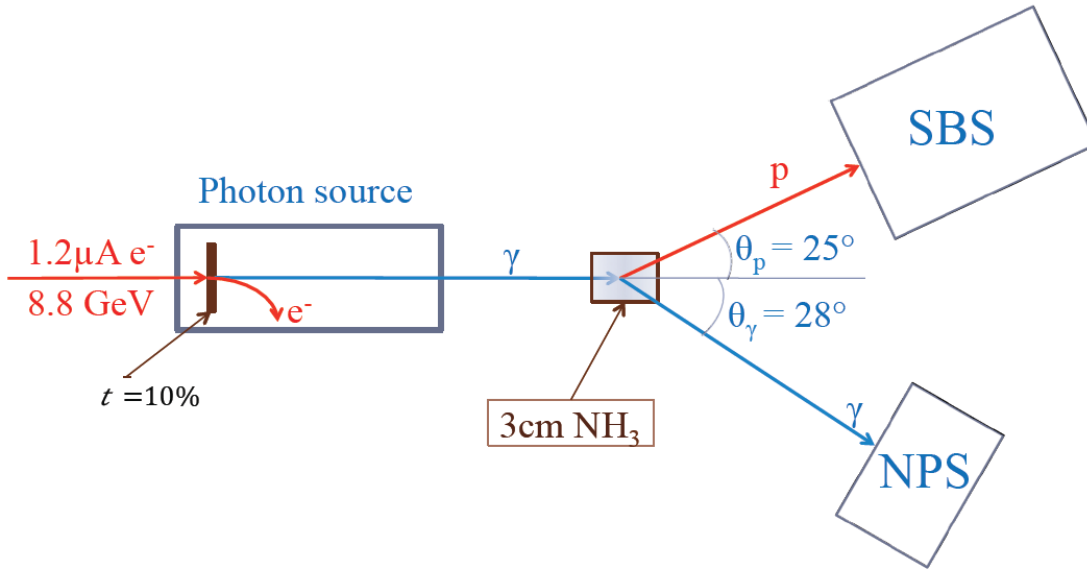 SBS
Photon source
p
1.2μA e⁻
γ
θₚ = 25°
8.8 GeV
e⁻
θᵧ = 28°
t =10%
3cm NH₃
γ
NPS